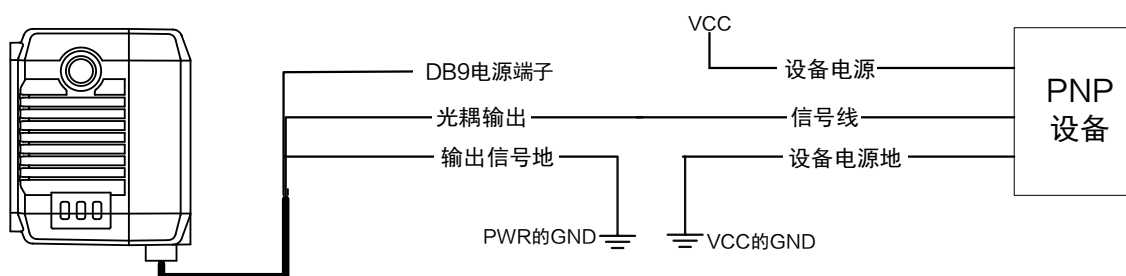 VCC
DB9电源端子
设备电源
PNP
设备
光耦输出
信号线
输出信号地
设备电源地
PWR的GND
VCC的GND